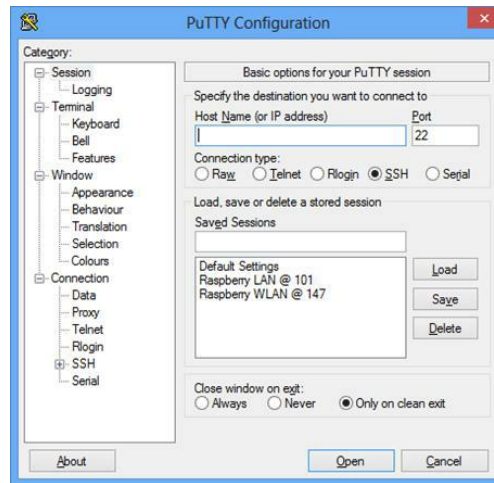 PuTTY Configuration
Category:
Session
Logging
Terminal
Keyboard
Bell
Features
Window
Appearance
Behaviour
Translation
Selection
Colours
Connection
Data
Proxy
Telnet
Rlogin
SSH
Serial
Basic options for your PuTTY session
Specify the destination you want to connect to
Host Name (or IP address) Port
22
Connection type:
Raw Telnet Rlogin SSH Serial
Load, save or delete a stored session
Saved Sessions
Default Settings
Raspberry LAN @ 101
Raspberry WLAN @ 147
Load
Save
Delete
Close window on exit:
Always Never Only on clean exit
About Open Cancel